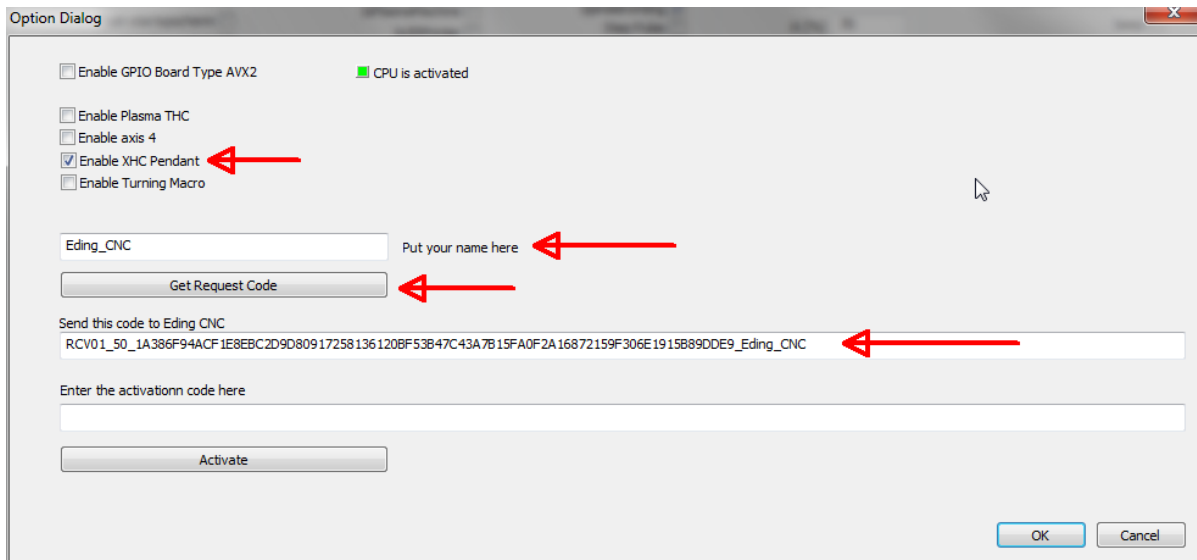 Option Dialog
Enable GPIO Board Type AVX2
CPU is activated
Enable Plasma THC
Enable axis 4
Enable XHC Pendant
Enable Turning Macro
Eding_CNC
Put your name here
Get Request Code
Send this code to Eding CNC
RCV01_50_1A386F94ACF1E8EBC2D9D80917258136120BF53B47C43A7B15FA0F2A16872159F306E1915B89DDE9_Eding_CNC
Enter the activationn code here
Activate
OK
Cancel